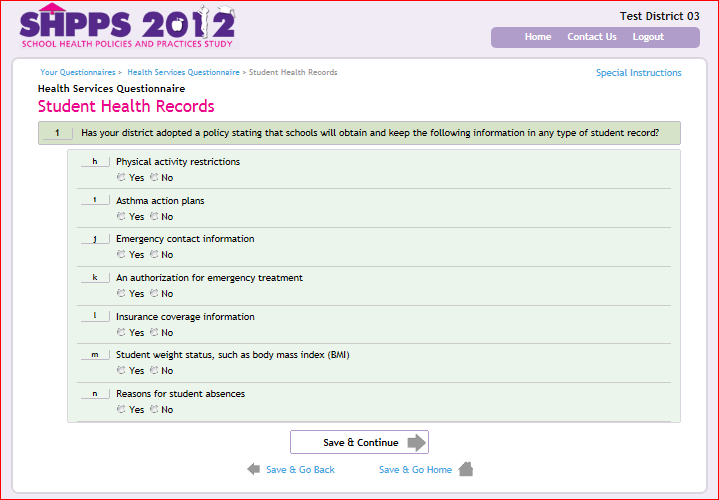 SHPPS 2012
SCHOOL HEALTH POLICIES AND PRACTICES STUDY
Test District 03
Home Contact Us Logout
Your Questionnaires > Health Services Questionnaire > Student Health Records
Special Instructions
Health Services Questionnaire
Student Health Records
1 Has your district adopted a policy stating that schools will obtain and keep the following information in any type of student record?
h Physical activity restrictions
Yes No
i Asthma action plans
Yes No
j Emergency contact information
Yes No
k An authorization for emergency treatment
Yes No
l Insurance coverage information
Yes No
m Student weight status, such as body mass index (BMI)
Yes No
n Reasons for student absences
Yes No
Save & Continue
Save & Go Back Save & Go Home